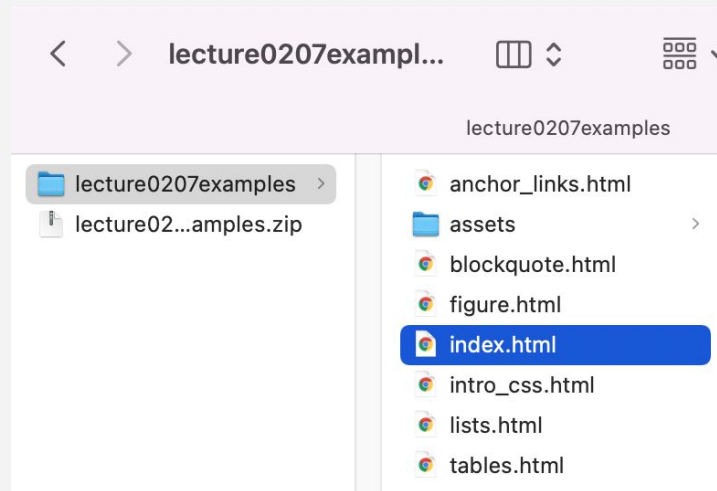 lecture0207exampl...
lecture0207examples
lecture0207examples
lecture02...amples.zip
anchor_links.html
assets
blockquote.html
figure.html
index.html
intro_css.html
lists.html
tables.html